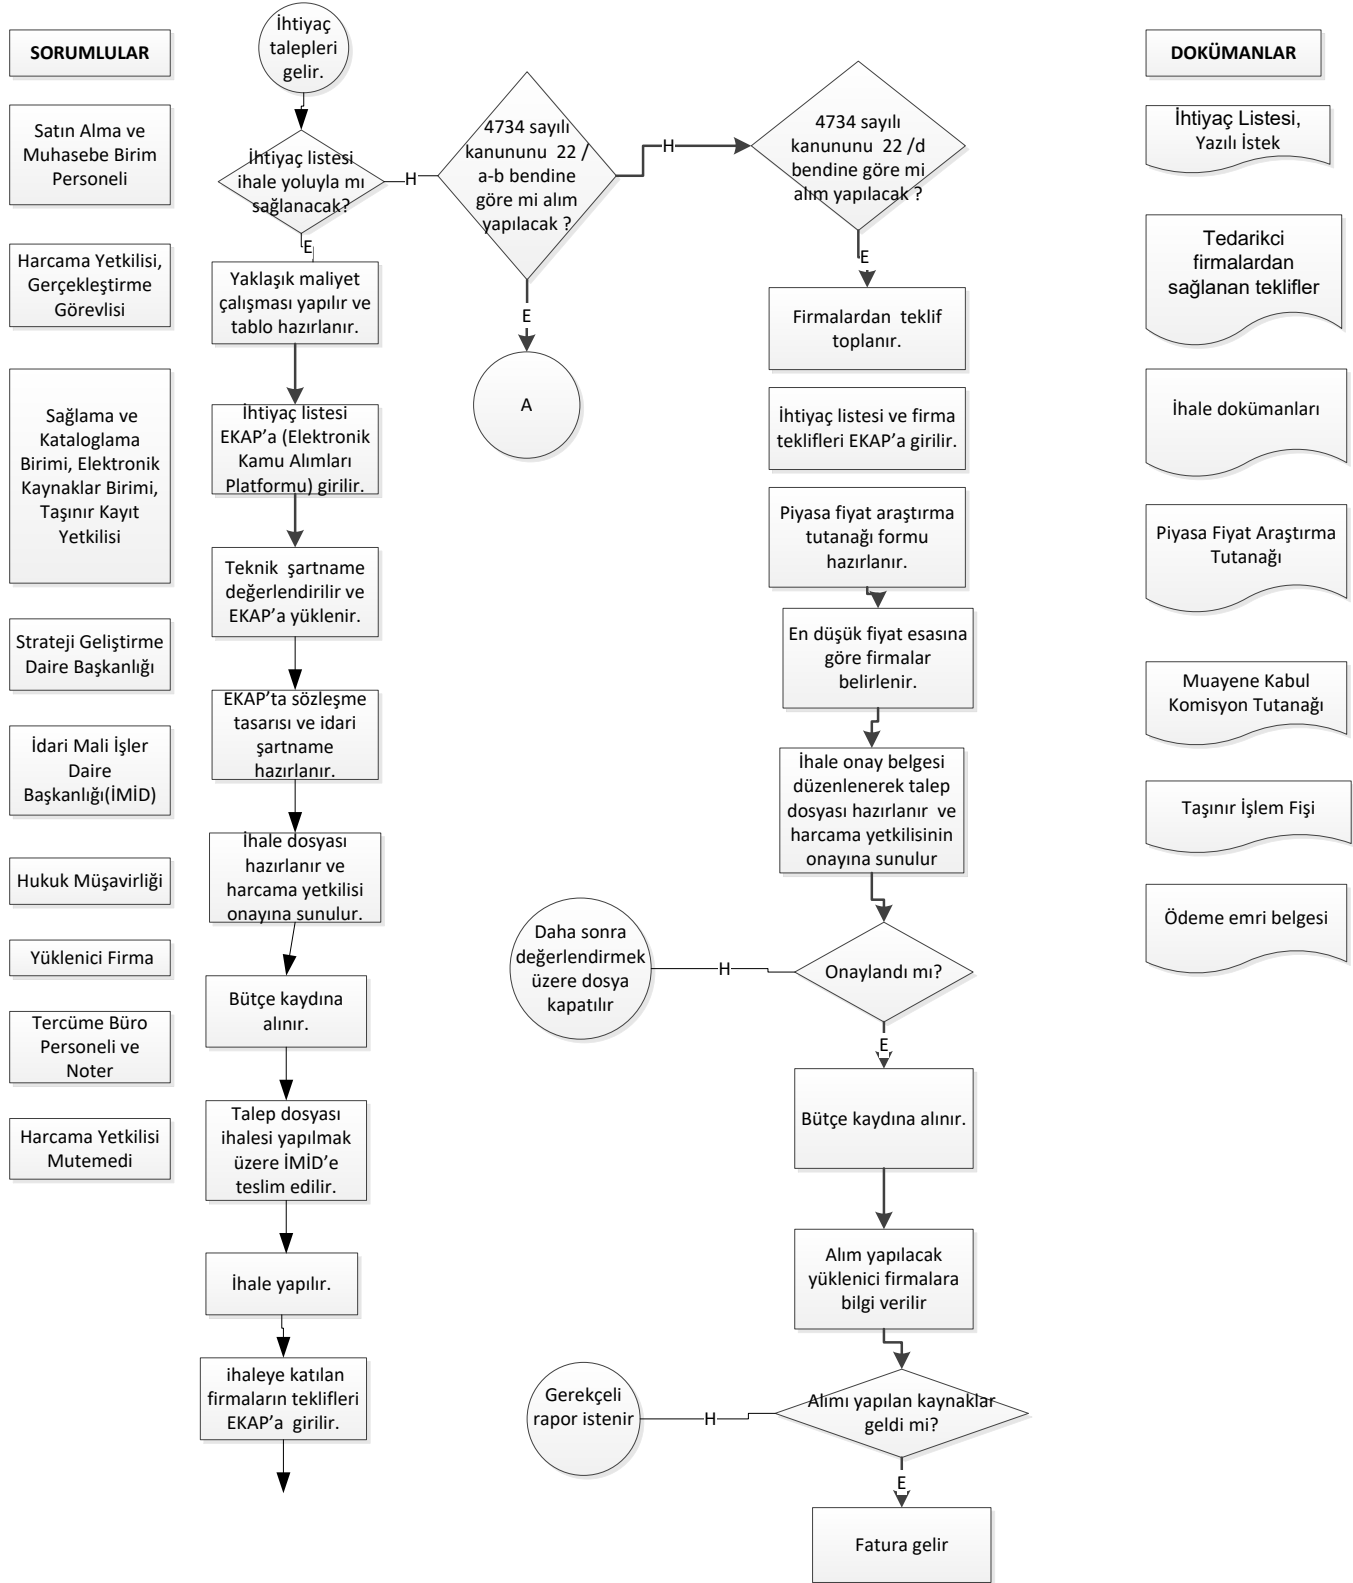 SORUMLULAR
Satın Alma ve
Muhasebe Birim
Personeli
Harcama Yetkilisi,
Gerçekleştirme
Görevlisi
Sağlama ve
Kataloglama
Birimi, Elektronik
Kaynaklar Birimi,
Taşınır Kayıt
Yetkilisi
Strateji Geliştirme
Daire Başkanlığı
İdari Mali İşler
Daire
Başkanlığı(İMİD)
Hukuk Müşavirliği
Yüklenici Firma
Tercüme Büro
Personeli ve
Noter
Harcama Yetkilisi
Mutemedi
İhtiyaç
talepleri
gelir.
İhtiyaç listesi
ihale yoluyla mı
sağlanacak?
H
E
Yaklaşık maliyet
çalışması yapılır ve
tablo hazırlanır.
İhtiyaç listesi
EKAP’a (Elektronik
Kamu Alımları
Platformu) girilir.
Teknik şartname
değerlendirilir ve
EKAP’a yüklenir.
EKAP’ta sözleşme
tasarısı ve idari
şartname
hazırlanır.
İhale dosyası
hazırlanır ve
harcama yetkilisi
onayına sunulur.
Bütçe kaydına
alınır.
Talep dosyası
ihalesi yapılmak
üzere İMİD’e
teslim edilir.
İhale yapılır.
ihaleye katılan
firmaların teklifleri
EKAP’a girilir.
4734 sayılı
kanununu 22 /
a-b bendine
göre mi alım
yapılacak ?
H
E
A
4734 sayılı
kanununu 22 /d
bendine göre mi
alım yapılacak ?
E
Firmalardan teklif
toplanır.
İhtiyaç listesi ve firma
teklifleri EKAP’a girilir.
Piyasa fiyat araştırma
tutanağı formu
hazırlanır.
En düşük fiyat esasına
göre firmalar
belirlenir.
İhale onay belgesi
düzenlenerek talep
dosyası hazırlanır ve
harcama yetkilisinin
onayına sunulur
Onaylandı mı?
H
Daha sonra
değerlendirmek
üzere dosya
kapatılır
E
Bütçe kaydına alınır.
Alım yapılacak
yüklenici firmalara
bilgi verilir
Alımı yapılan kaynaklar
geldi mi?
H
Gerekçeli
rapor istenir
E
Fatura gelir
DOKÜMANLAR
İhtiyaç Listesi,
Yazılı İstek
Tedarikci
firmalardan
sağlanan teklifler
İhale dokümanları
Piyasa Fiyat Araştırma
Tutanağı
Muayene Kabul
Komisyon Tutanağı
Taşınır İşlem Fişi
Ödeme emri belgesi